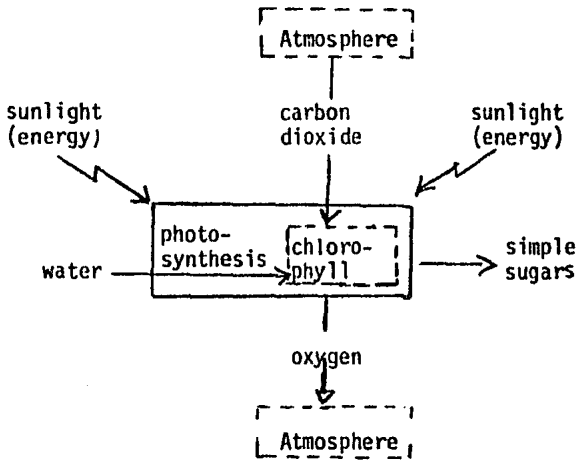 Atmosphere
sunlight
(energy)
carbon
dioxide
sunlight
(energy)
photo-
synthesis
chloro-
phyll
water
simple
sugars
oxygen
Atmosphere